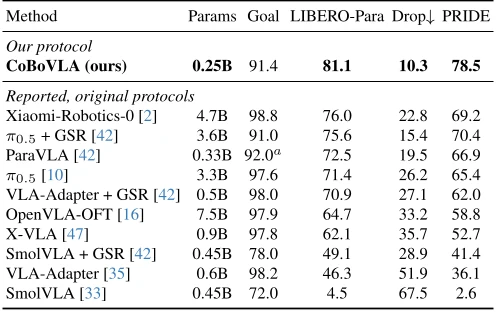 Method Params Goal LIBERO-Para Drop↓ PRIDE
Our protocol
CoBoVLA (ours) 0.25B 91.4 81.1 10.3 78.5
Reported, original protocols
Xiaomi-Robotics-0 [2] 4.7B 98.8 76.0 22.8 69.2
π0.5 + GSR [42] 3.6B 91.0 75.6 15.4 70.4
ParaVLA [42] 0.33B 92.0a 72.5 19.5 66.9
π0.5 [10] 3.3B 97.6 71.4 26.2 65.4
VLA-Adapter + GSR [42] 0.5B 98.0 70.9 27.1 62.0
OpenVLA-OFT [16] 7.5B 97.9 64.7 33.2 58.8
X-VLA [47] 0.9B 97.8 62.1 35.7 52.7
SmolVLA + GSR [42] 0.45B 78.0 49.1 28.9 41.4
VLA-Adapter [35] 0.6B 98.2 46.3 51.9 36.1
SmolVLA [33] 0.45B 72.0 4.5 67.5 2.6